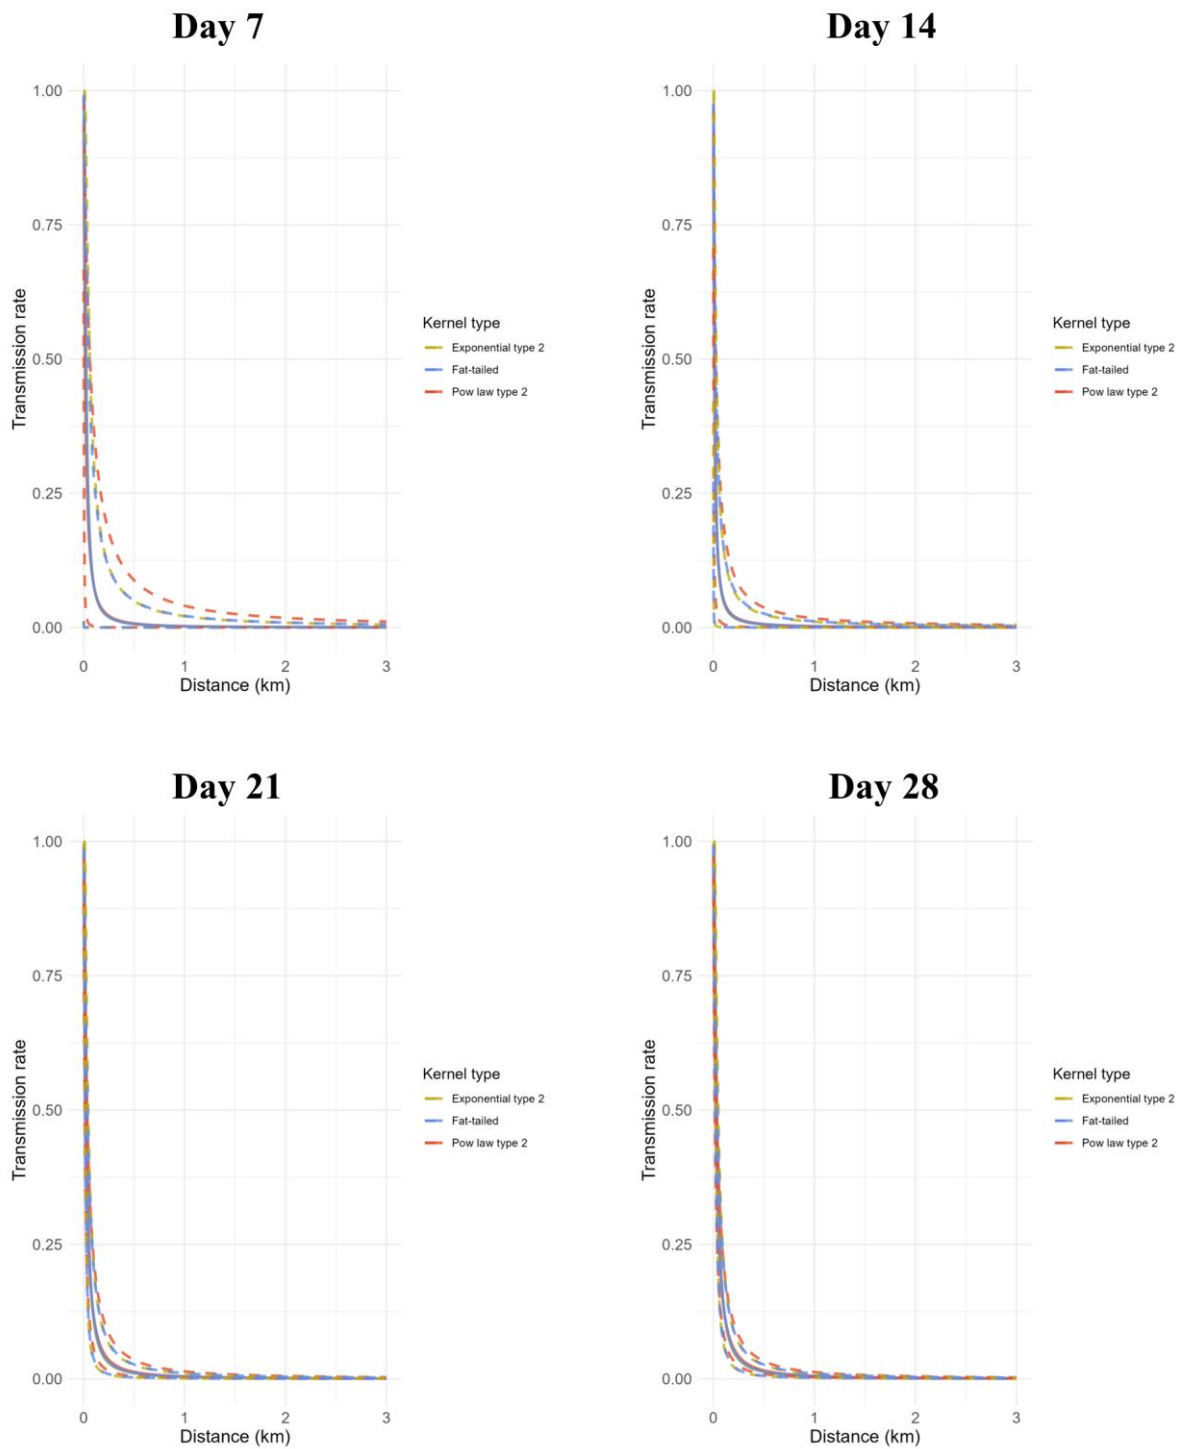 Day 7
1.00
0.75
0.50
0.25
0.00
Transmission rate
0
1
2
3
Distance (km)
Kernel type
Exponential type 2
Fat-tailed
Pow law type 2
Day 14
1.00
0.75
0.50
0.25
0.00
Transmission rate
0
1
2
3
Distance (km)
Kernel type
Exponential type 2
Fat-tailed
Pow law type 2
Day 21
1.00
0.75
0.50
0.25
0.00
Transmission rate
0
1
2
3
Distance (km)
Kernel type
Exponential type 2
Fat-tailed
Pow law type 2
Day 28
1.00
0.75
0.50
0.25
0.00
Transmission rate
0
1
2
3
Distance (km)
Kernel type
Exponential type 2
Fat-tailed
Pow law type 2